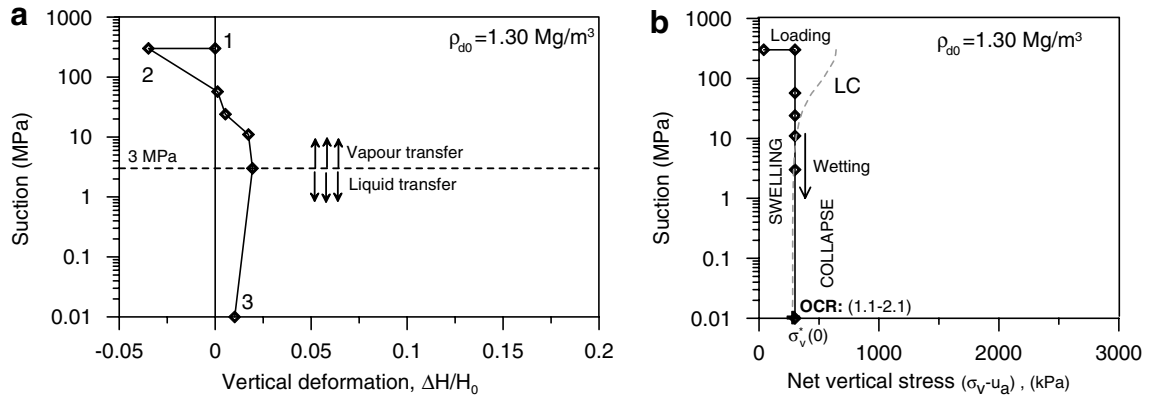 a
ρd0=1.30 Mg/m³
1000
100
10
1
0.1
0.01
Suction (MPa)
1
2
3
3 MPa
Vapour transfer
Liquid transfer
-0.05
0
0.05
0.1
0.15
0.2
Vertical deformation, ΔH/H0
b
ρd0=1.30 Mg/m³
1000
100
10
1
0.1
0.01
Suction (MPa)
Loading
LC
SWELLING
Wetting
COLLAPSE
OCR: (1.1-2.1)
σv*(0)
0
1000
2000
3000
Net vertical stress (σv-ua) , (kPa)